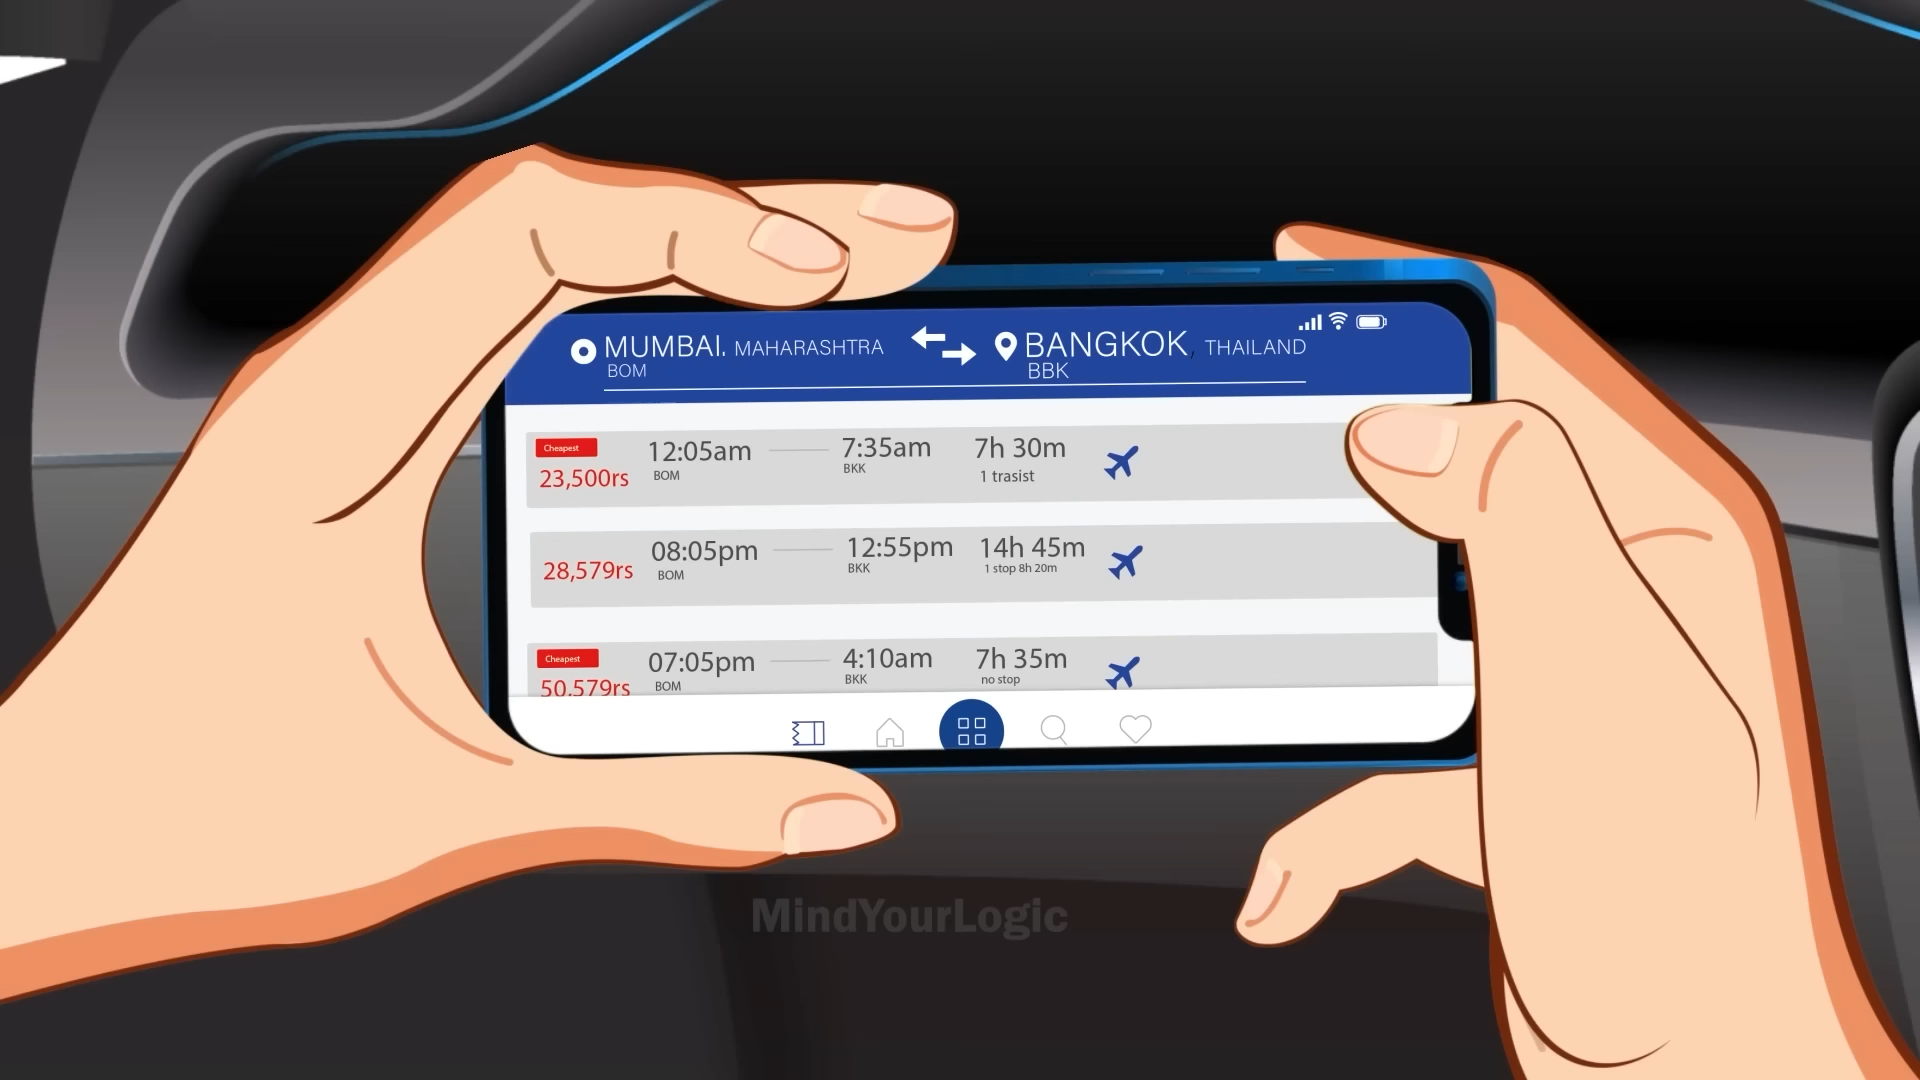 MUMBAI. MAHARASHTRA
BOM
BANGKOK, THAILAND
BBK
Cheapest
23,500rs
12:05am
BOM
7:35am
BKK
7h 30m
1 trasist
28,579rs
08:05pm
BOM
12:55pm
BKK
14h 45m
1 stop 8h 20m
Cheapest
50,579rs
07:05pm
BOM
4:10am
BKK
7h 35m
no stop
MindYourLogic